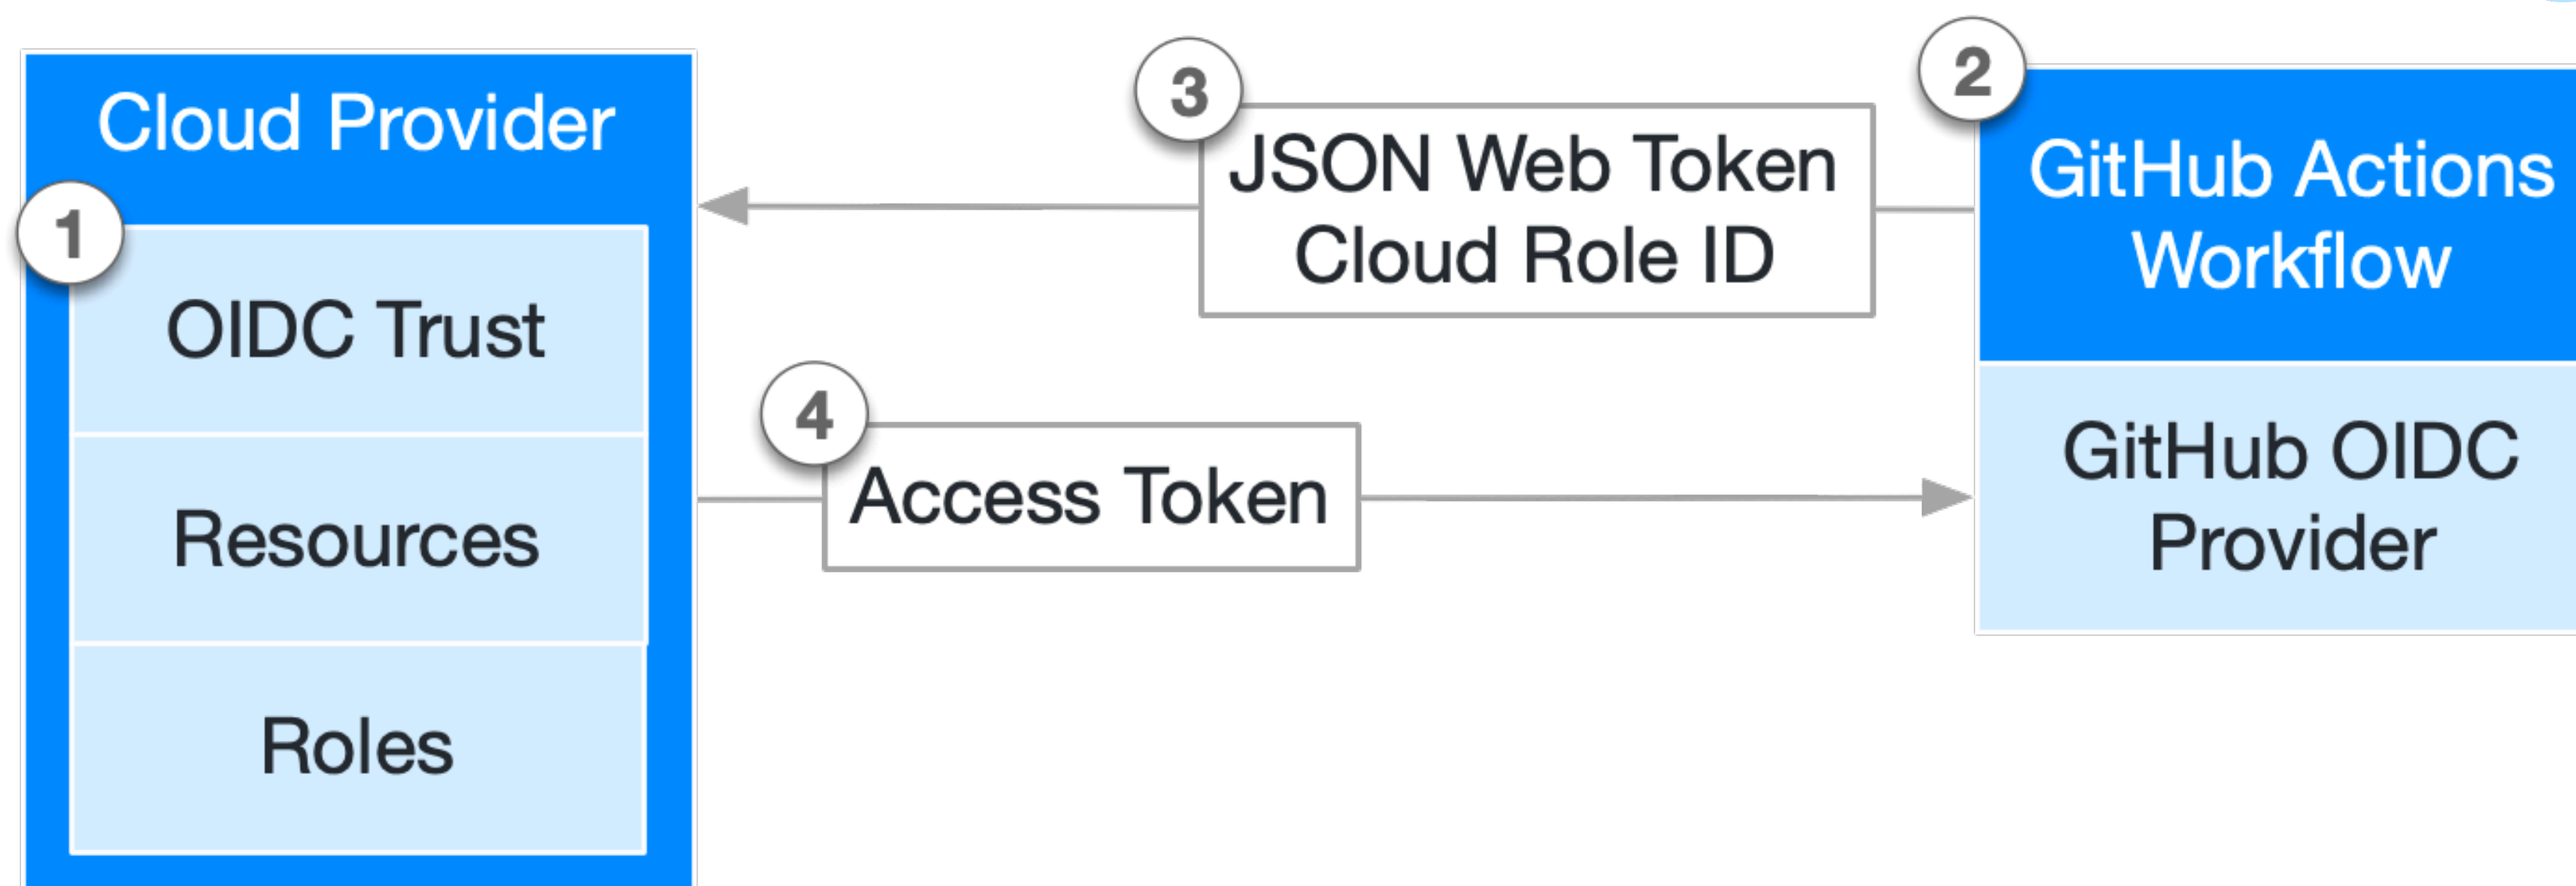 Cloud Provider
1
OIDC Trust
Resources
Roles
3
JSON Web Token
Cloud Role ID
4
Access Token
2
GitHub Actions
Workflow
GitHub OIDC
Provider